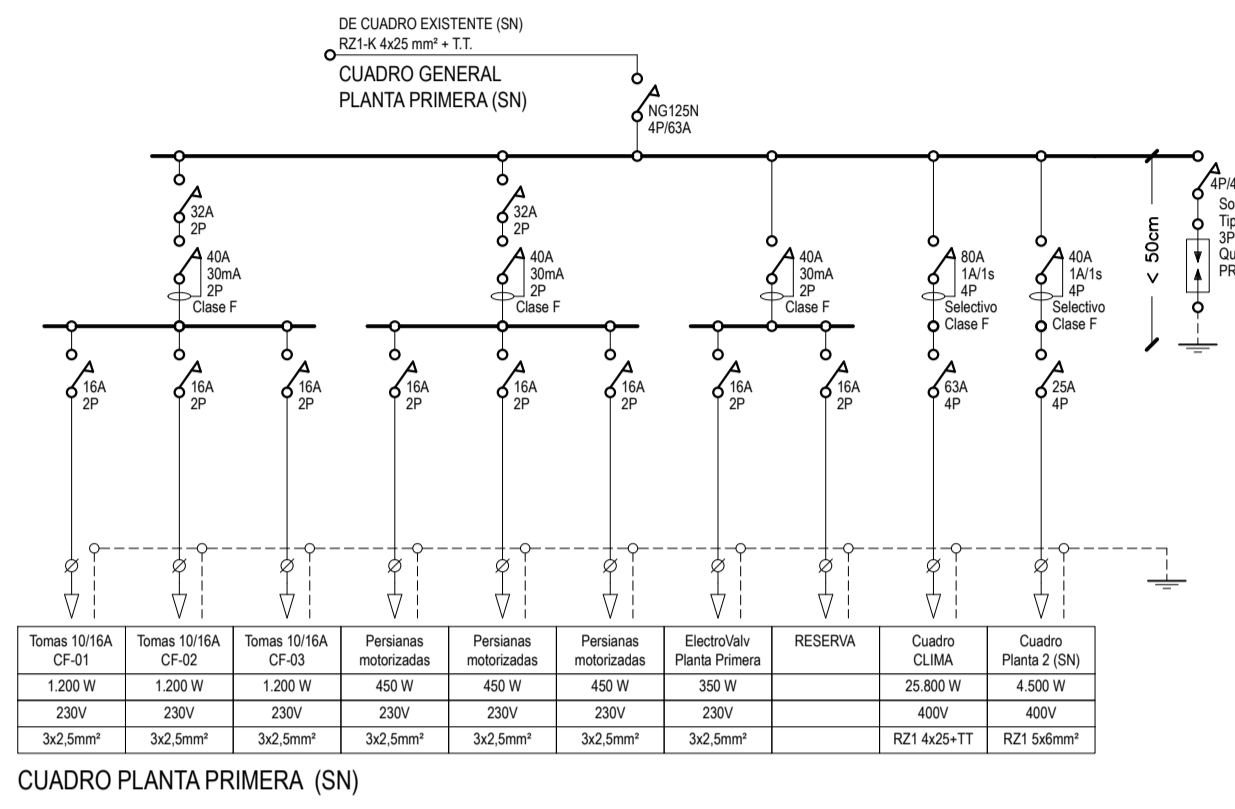 DE CUADRO EXISTENTE (SN)
RZ1-K 4x25 mm² + T.T.
CUADRO GENERAL
PLANTA PRIMERA (SN)
NG125N
4P/63A
32A
2P
40A
30mA
2P
Clase F
32A
2P
40A
30mA
2P
Clase F
40A
30mA
2P
Clase F
80A
1A/1s
4P
Selectivo
Clase F
40A
1A/1s
4P
Selectivo
Clase F
< 50cm
4P/4
So
Tip
3P
Qu
PR
16A
2P
16A
2P
16A
2P
16A
2P
16A
2P
16A
2P
16A
2P
16A
2P
63A
4P
25A
4P
Tomas 10/16A CF-01 Tomas 10/16A CF-02 Tomas 10/16A CF-03 Persianas motorizadas Persianas motorizadas Persianas motorizadas ElectroValv Planta Primera RESERVA Cuadro CLIMA Cuadro Planta 2 (SN)
1.200 W 1.200 W 1.200 W 450 W 450 W 450 W 350 W 25.800 W 4.500 W
230V 230V 230V 230V 230V 230V 230V 400V 400V
3x2,5mm² 3x2,5mm² 3x2,5mm² 3x2,5mm² 3x2,5mm² 3x2,5mm² 3x2,5mm² RZ1 4x25+TT RZ1 5x6mm²
CUADRO PLANTA PRIMERA (SN)